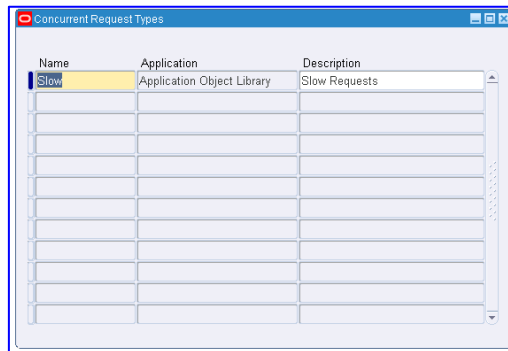 Concurrent Request Types
Name Application Description
Slow Application Object Library Slow Requests